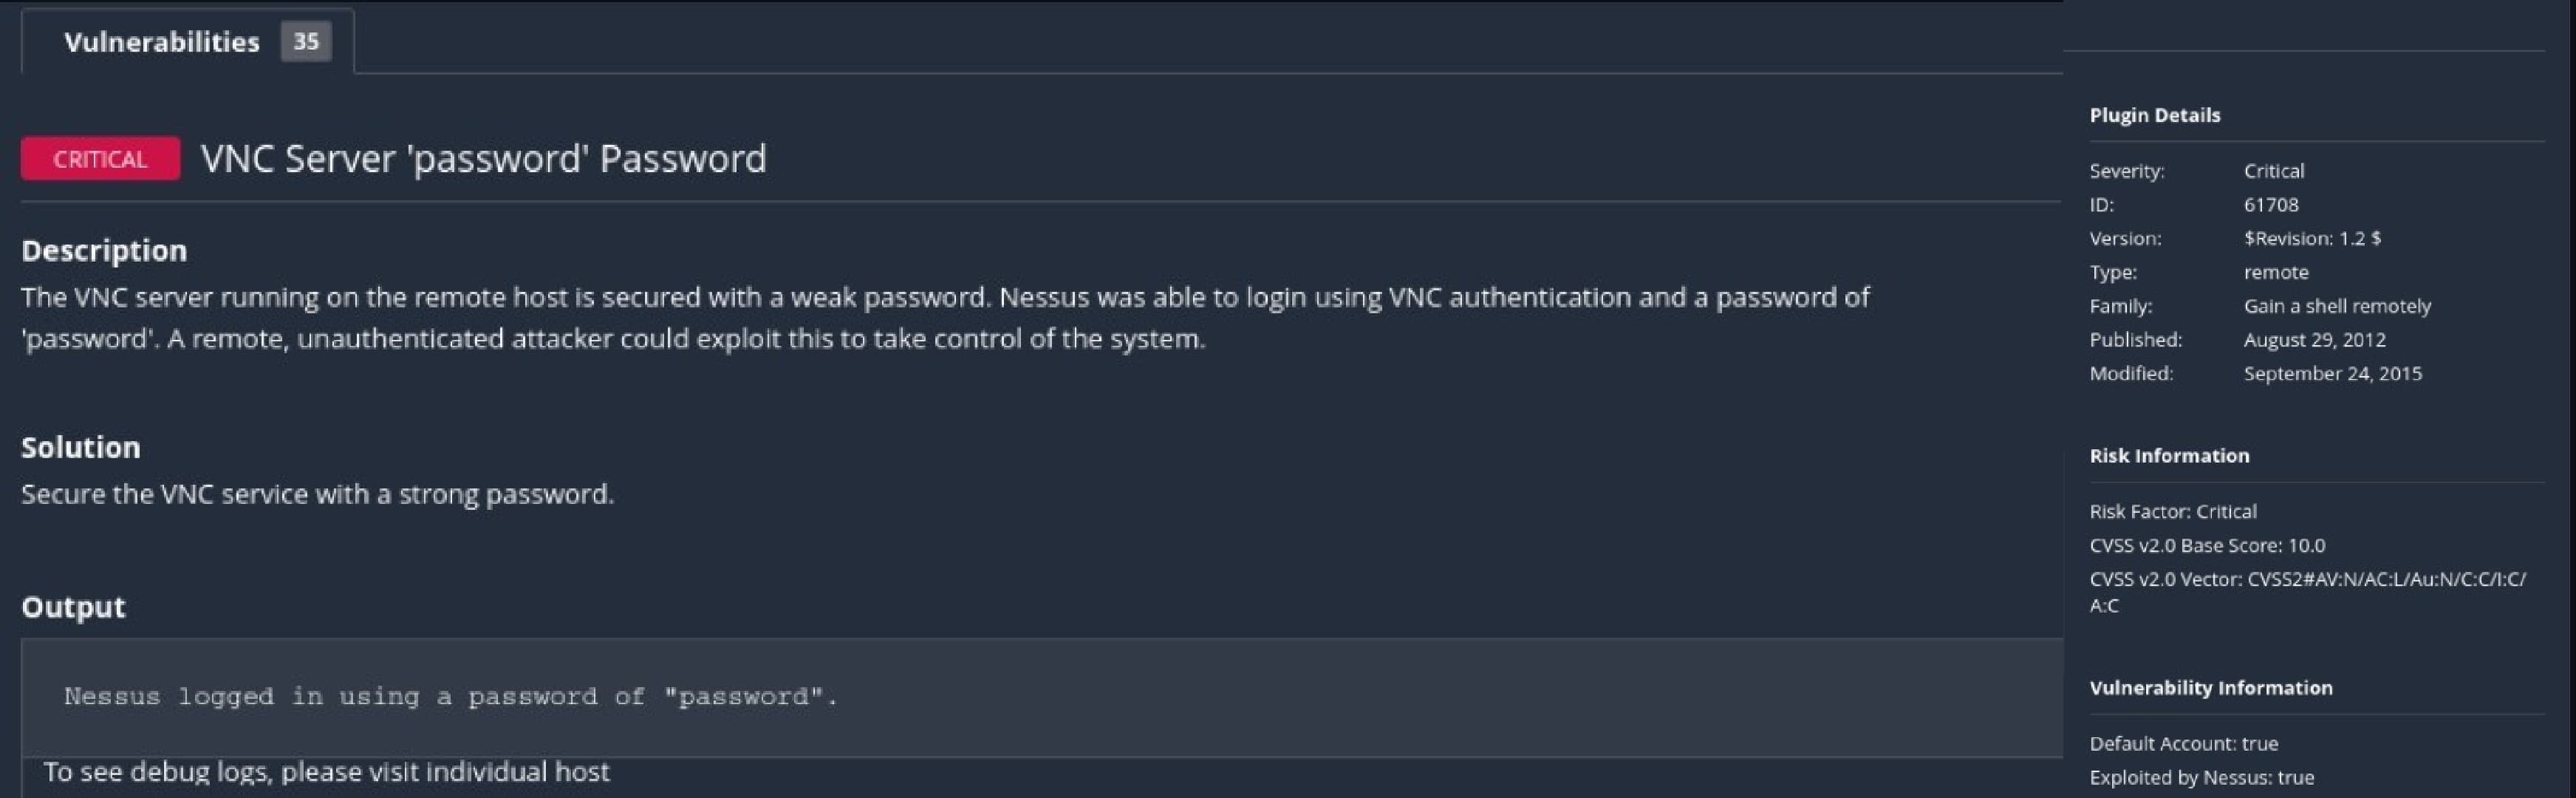 Vulnerabilities 35
CRITICAL VNC Server 'password' Password
Description
The VNC server running on the remote host is secured with a weak password. Nessus was able to login using VNC authentication and a password of
'password'. A remote, unauthenticated attacker could exploit this to take control of the system.
Solution
Secure the VNC service with a strong password.
Output
Nessus logged in using a password of "password".
To see debug logs, please visit individual host
Plugin Details
Severity: Critical
ID: 61708
Version: $Revision: 1.2 $
Type: remote
Family: Gain a shell remotely
Published: August 29, 2012
Modified: September 24, 2015
Risk Information
Risk Factor: Critical
CVSS v2.0 Base Score: 10.0
CVSS v2.0 Vector: CVSS2#AV:N/AC:L/Au:N/C:C/I:C/
A:C
Vulnerability Information
Default Account: true
Exploited by Nessus: true